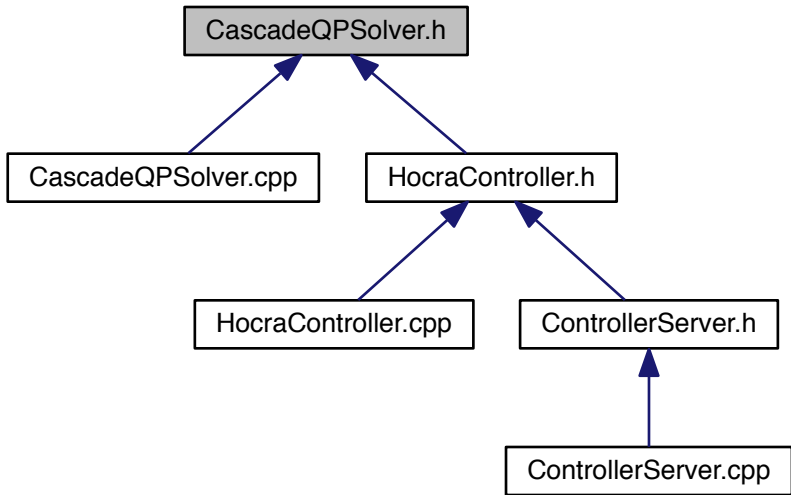 CascadeQPSolver.h
CascadeQPSolver.cpp
HocraController.h
HocraController.cpp
ControllerServer.h
ControllerServer.cpp